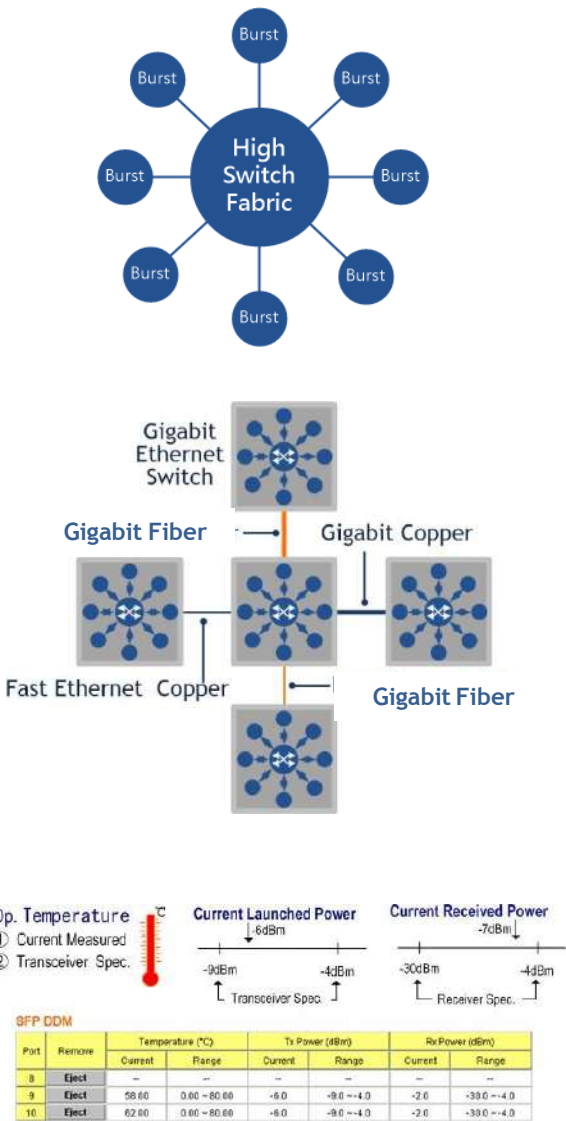 Burst
Burst
Burst
High
Switch
Fabric
Burst
Burst
Burst
Burst
Burst
Gigabit
Ethernet
Switch
Gigabit Fiber
Gigabit Copper
Fast Ethernet Copper
Gigabit Fiber
Op. Temperature
°C
① Current Measured
② Transceiver Spec.
Current Launched Power
-6dBm
-9dBm
-4dBm
Transceiver Spec.
Current Received Power
-7dBm
-30dBm
-4dBm
Receiver Spec.
SFP DDM
Port Remove Temperature (°C) Tx Power (dBm) Rx Power (dBm)
Current Range Current Range Current Range
8 Eject -- -- -- -- -- --
9 Eject 58.00 0.00 ~ 80.00 -6.0 -9.0 ~ -4.0 -2.6 -30.0 ~ -4.0
10 Eject 62.00 0.00 ~ 80.00 -6.0 -9.0 ~ -4.0 -2.6 -30.0 ~ -4.0